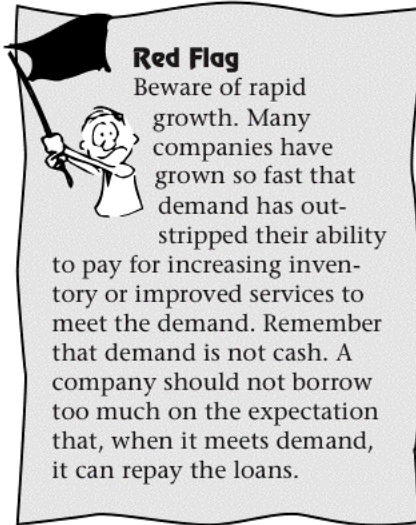 Red Flag
Beware of rapid
growth. Many
companies have
grown so fast that
demand has out-
stripped their ability
to pay for increasing inven-
tory or improved services to
meet the demand. Remember
that demand is not cash. A
company should not borrow
too much on the expectation
that, when it meets demand,
it can repay the loans.